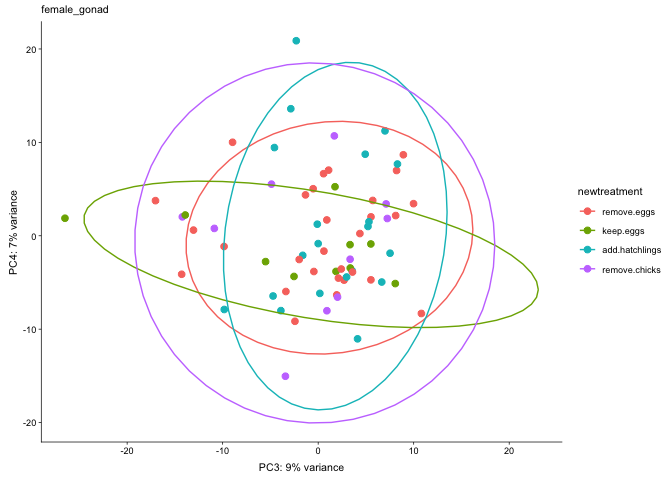 female_gonad
20
10
0
-10
-20
PC4: 7% variance
-20
-10
0
10
20
PC3: 9% variance
newtreatment
remove.eggs
keep.eggs
add.hatchlings
remove.chicks